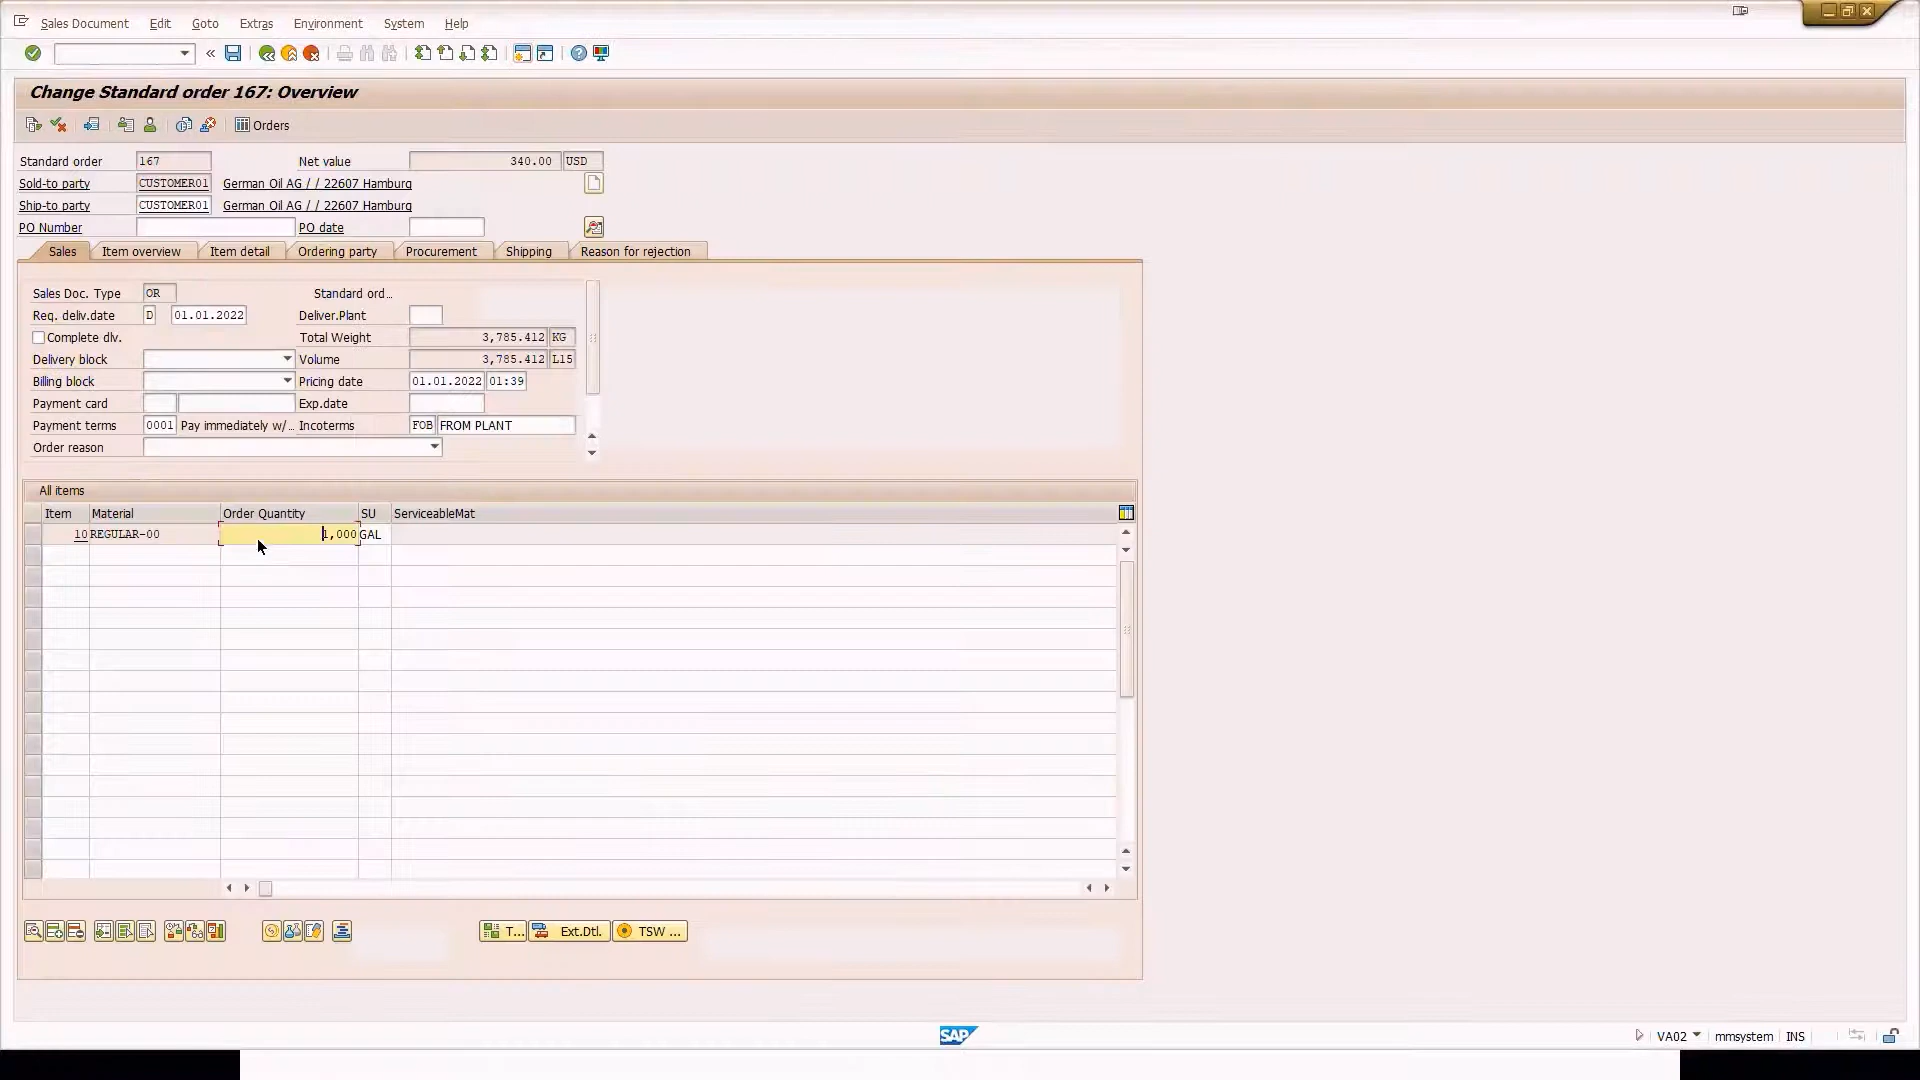 Sales Document Edit Goto Extras Environment System Help
Change Standard order 167: Overview
Orders
Standard order 167 Net value 340.00 USD
Sold-to party CUSTOMER01 German Oil AG / / 22607 Hamburg
Ship-to party CUSTOMER01 German Oil AG / / 22607 Hamburg
PO Number PO date
Sales Item overview Item detail Ordering party Procurement Shipping Reason for rejection
Sales Doc. Type OR Standard ord...
Req. deliv.date D 01.01.2022 Deliver.Plant
Complete dlv. Total Weight 3,785.412 KG
Delivery block Volume 3,785.412 L15
Billing block Pricing date 01.01.2022 01:39
Payment card Exp.date
Payment terms 0001 Pay immediately w/... Incoterms FOB FROM PLANT
Order reason
All items
Item Material Order Quantity SU ServiceableMat
10 REGULAR-00 1,000 GAL
T... Ext.Dtl. TSW ...
SAP VA02 mmsystem INS